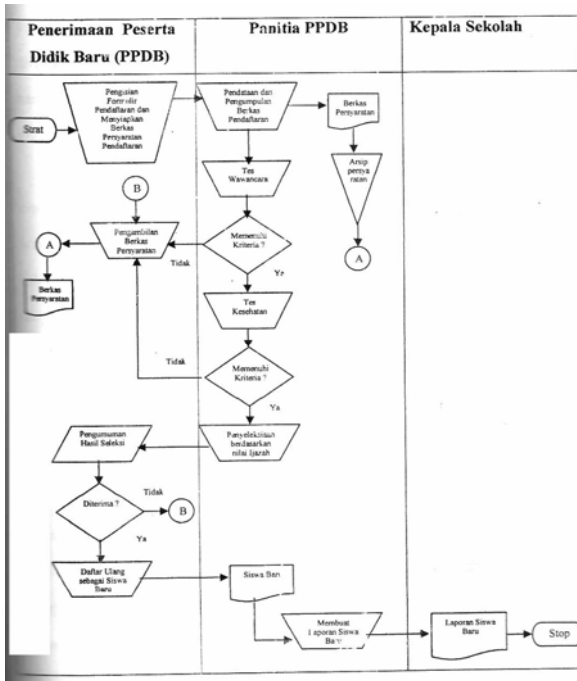 Penerimaan Peserta
Didik Baru (PPDB)
Panitia PPDB
Kepala Sekolah
Strat
Pengisian
Formulir
Pendaftaran dan
Menyiapkan
Berkas
Persyaratan
Pendaftaran
Pendataan dan
Pengumpulan
Berkas
Pendaftaran
Berkas
Persyaratan
Arsip
persya
ratan
A
Tes
Wawancara
B
Pengambilan
Berkas
Persyaratan
A
Berkas
Persyaratan
Memenuhi
Kriteria ?
Tidak
Ya
Tes
Kesehatan
Memenuhi
Kriteria ?
Tidak
Ya
Penyeleksiaan
berdasarkan
nilai Ijazah
Pengumuman
Hasil Seleksi
Diterima ?
Tidak
B
Ya
Daftar Ulang
sebagai Siswa
Baru
Siswa Baru
Membuat
Laporan Siswa
Baru
Laporan Siswa
Baru
Stop